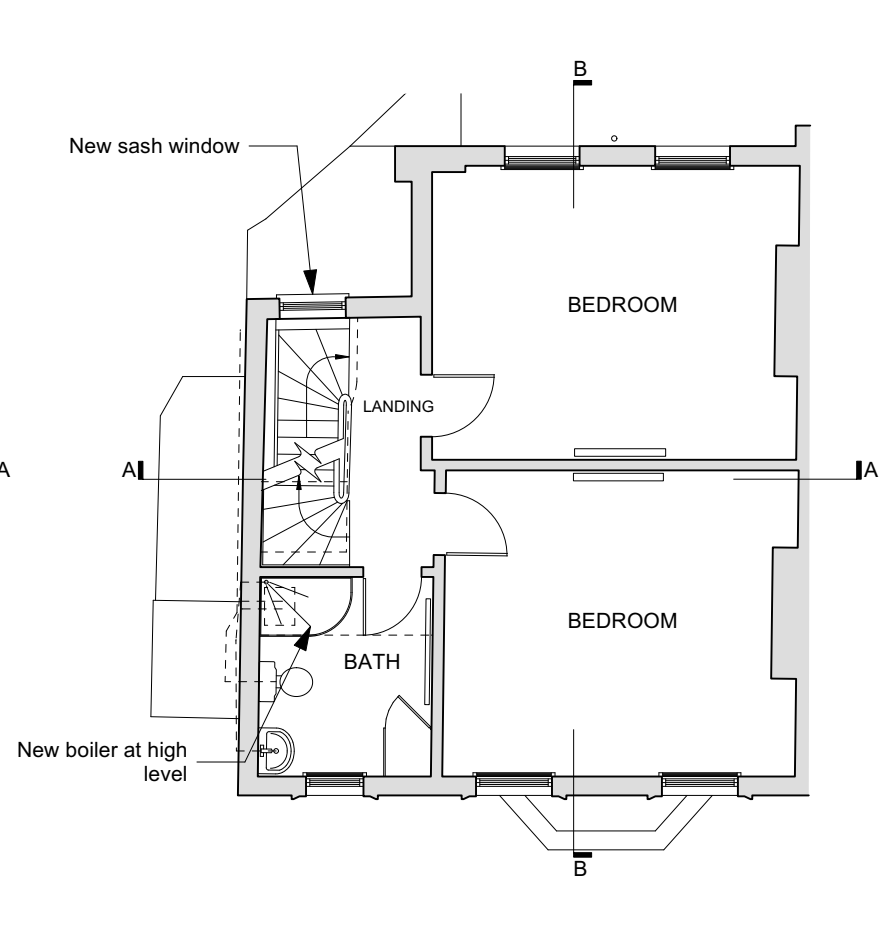 B
New sash window
BEDROOM
LANDING
A
A
A
BEDROOM
BATH
New boiler at high
level
B